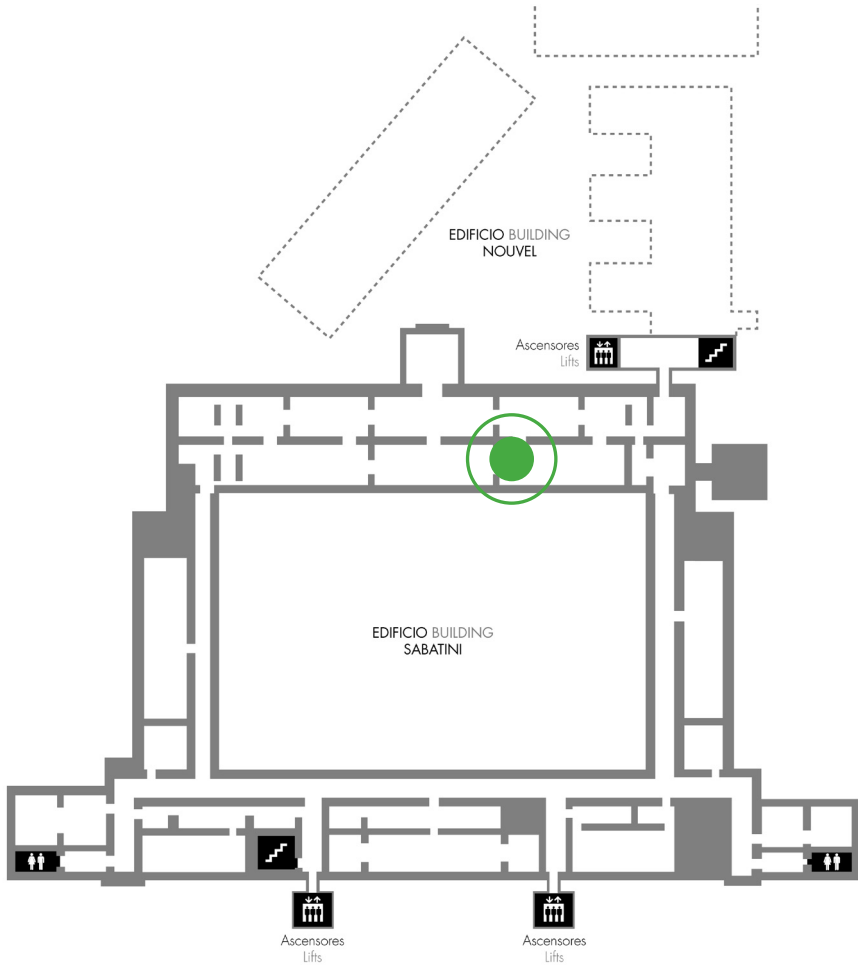 EDIFICIO BUILDING
NOUVEL
Ascensores
Lifts
EDIFICIO BUILDING
SABATINI
Ascensores
Lifts
Ascensores
Lifts